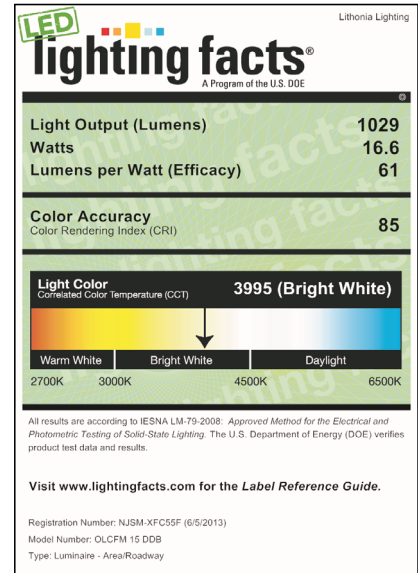 Lithonia Lighting
LED
lighting facts®
A Program of the U.S. DOE
Light Output (Lumens) 1029
Watts 16.6
Lumens per Watt (Efficacy) 61
Color Accuracy
Color Rendering Index (CRI) 85
Light Color
Correlated Color Temperature (CCT) 3995 (Bright White)
Warm White Bright White Daylight
2700K 3000K 4500K 6500K
All results are according to IESNA LM-79-2008: Approved Method for the Electrical and
Photometric Testing of Solid-State Lighting. The U.S. Department of Energy (DOE) verifies
product test data and results.
Visit www.lightingfacts.com for the Label Reference Guide.
Registration Number: NJSM-XFC55F (6/5/2013)
Model Number: OLCFM 15 DDB
Type: Luminaire - Area/Roadway